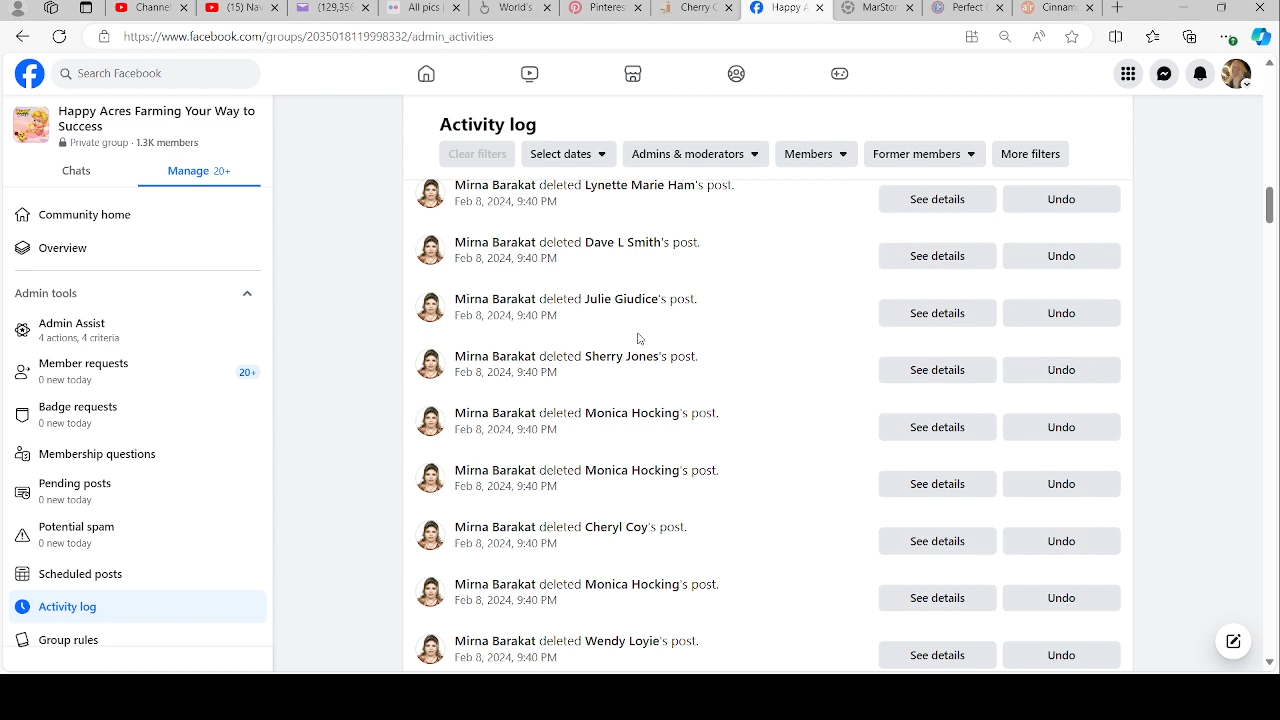 Channel
(15) Na
(129,35
All pics |
World's
Pinteres
Cherry C
Happy A
MarStor
Perfect
Cinnam
https://www.facebook.com/groups/2035018119998332/admin_activities
Search Facebook
Happy Acres Farming Your Way to
Success
Private group · 1.3K members
Chats
Manage 20+
Community home
Overview
Admin tools
Admin Assist
4 actions, 4 criteria
Member requests
0 new today
20+
Badge requests
0 new today
Membership questions
Pending posts
0 new today
Potential spam
0 new today
Scheduled posts
Activity log
Group rules
Activity log
Clear filters Select dates Admins & moderators Members Former members More filters
Mirna Barakat deleted Lynette Marie Ham's post.
Feb 8, 2024, 9:40 PM
See details Undo
Mirna Barakat deleted Dave L Smith's post.
Feb 8, 2024, 9:40 PM
See details Undo
Mirna Barakat deleted Julie Giudice's post.
Feb 8, 2024, 9:40 PM
See details Undo
Mirna Barakat deleted Sherry Jones's post.
Feb 8, 2024, 9:40 PM
See details Undo
Mirna Barakat deleted Monica Hocking's post.
Feb 8, 2024, 9:40 PM
See details Undo
Mirna Barakat deleted Monica Hocking's post.
Feb 8, 2024, 9:40 PM
See details Undo
Mirna Barakat deleted Cheryl Coy's post.
Feb 8, 2024, 9:40 PM
See details Undo
Mirna Barakat deleted Monica Hocking's post.
Feb 8, 2024, 9:40 PM
See details Undo
Mirna Barakat deleted Wendy Loyie's post.
Feb 8, 2024, 9:40 PM
See details Undo